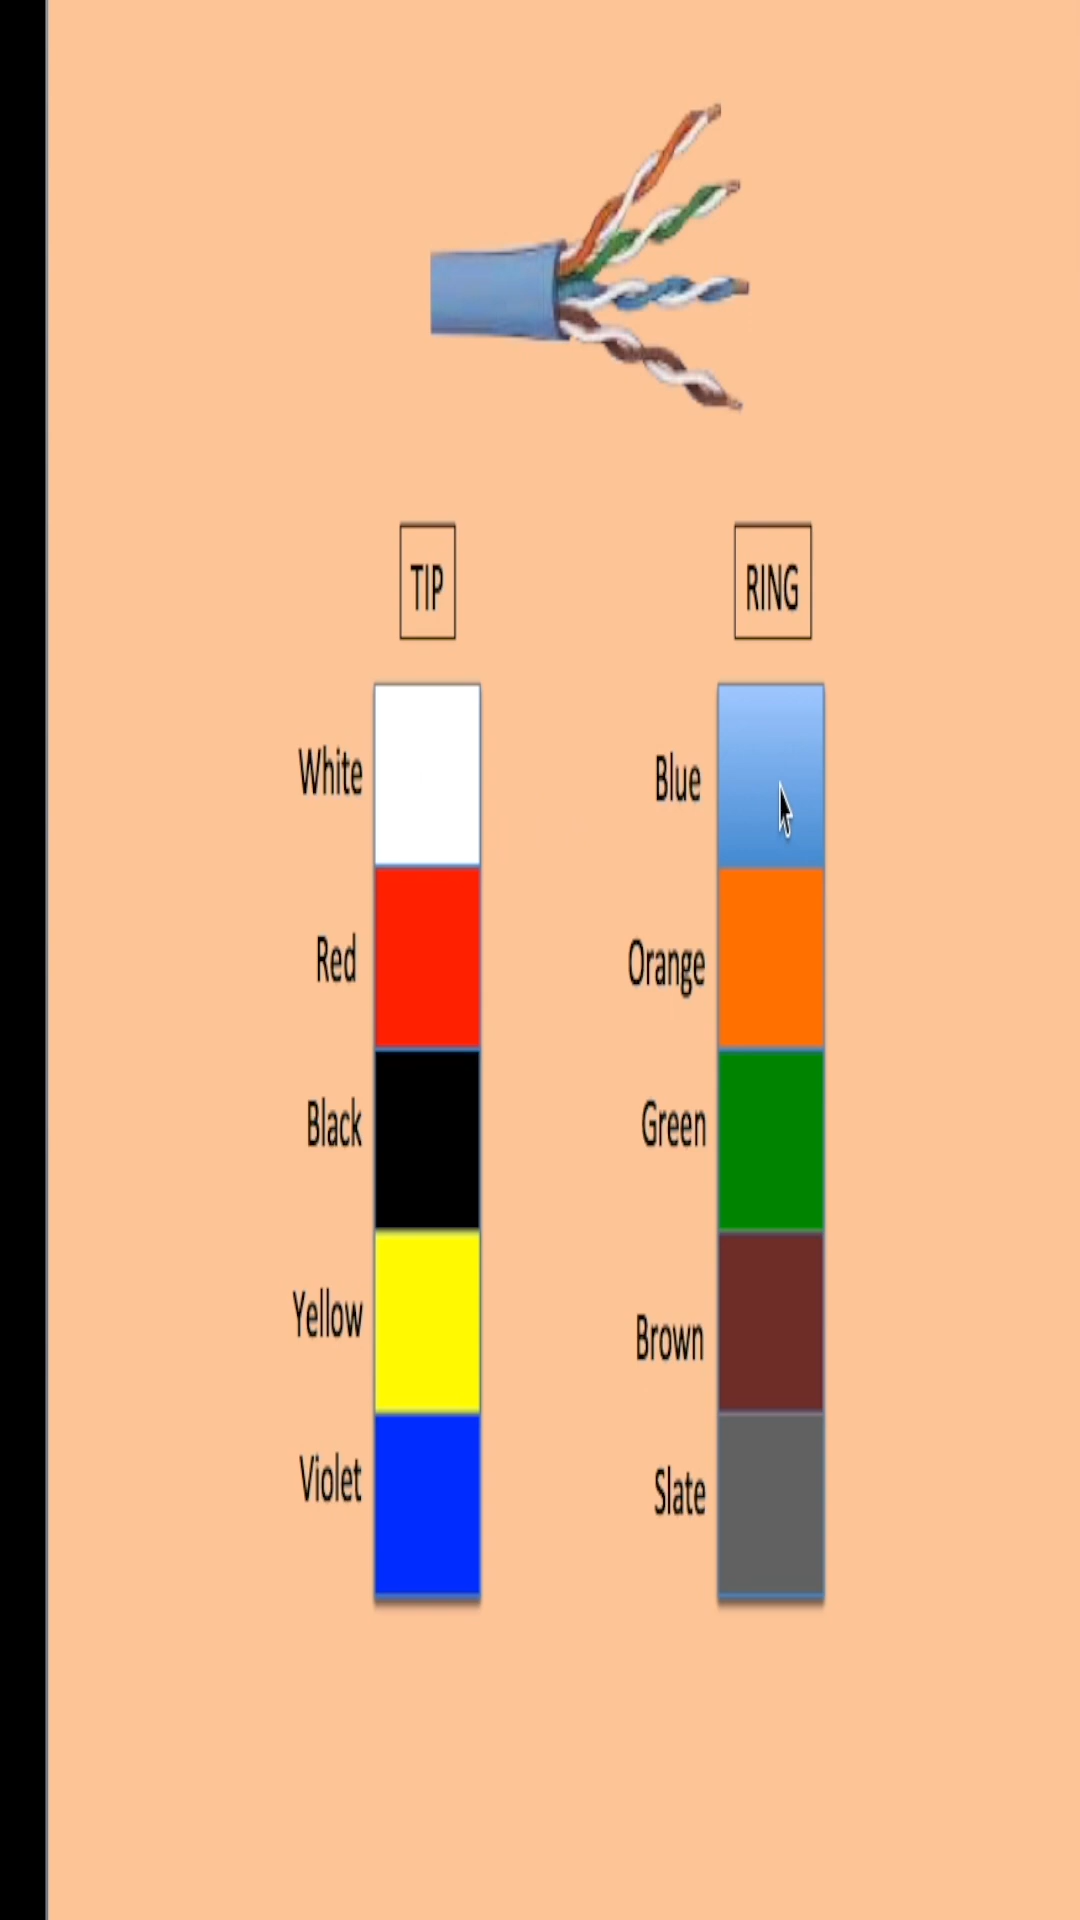 TIP RING
White Blue
Red Orange
Black Green
Yellow Brown
Violet Slate